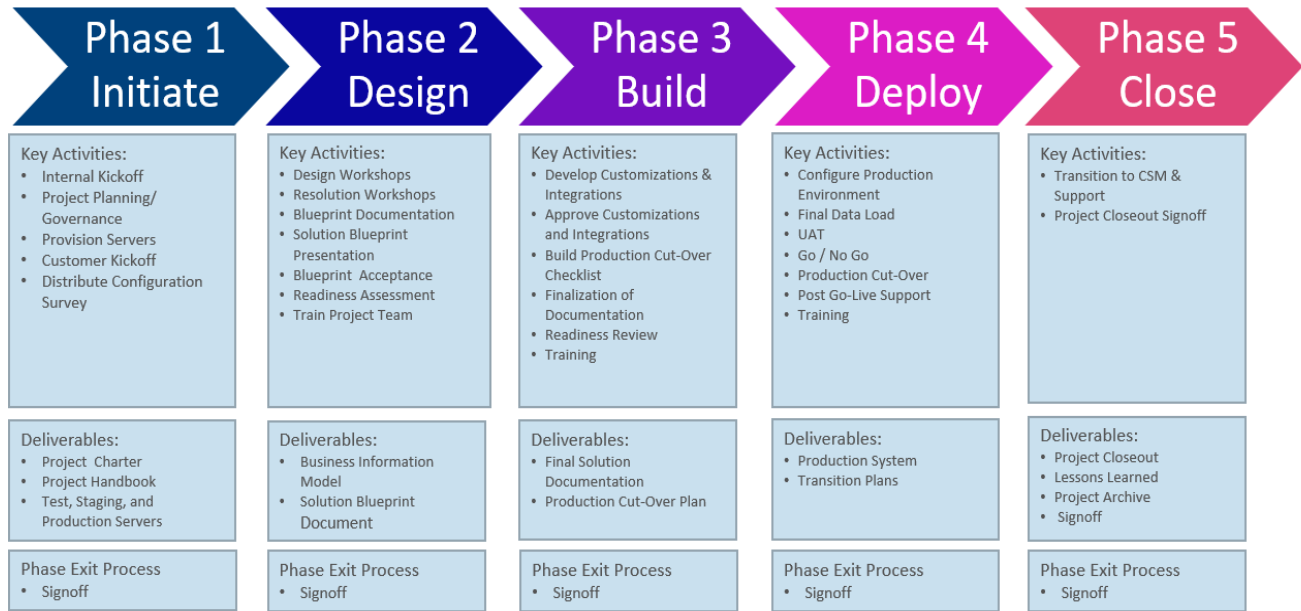 Phase 1
Initiate
Phase 2
Design
Phase 3
Build
Phase 4
Deploy
Phase 5
Close
Key Activities:
• Internal Kickoff
• Project Planning/
Governance
• Provision Servers
• Customer Kickoff
• Distribute Configuration
Survey
Key Activities:
• Design Workshops
• Resolution Workshops
• Blueprint Documentation
• Solution Blueprint
Presentation
• Blueprint Acceptance
• Readiness Assessment
• Train Project Team
Key Activities:
• Develop Customizations &
Integrations
• Approve Customizations
and Integrations
• Build Production Cut-Over
Checklist
• Finalization of
Documentation
• Readiness Review
• Training
Key Activities:
• Configure Production
Environment
• Final Data Load
• UAT
• Go / No Go
• Production Cut-Over
• Post Go-Live Support
• Training
Key Activities:
• Transition to CSM &
Support
• Project Closeout Signoff
Deliverables:
• Project Charter
• Project Handbook
• Test, Staging, and
Production Servers
Deliverables:
• Business Information
Model
• Solution Blueprint
Document
Deliverables:
• Final Solution
Documentation
• Production Cut-Over Plan
Deliverables:
• Production System
• Transition Plans
Deliverables:
• Project Closeout
• Lessons Learned
• Project Archive
• Signoff
Phase Exit Process
• Signoff
Phase Exit Process
• Signoff
Phase Exit Process
• Signoff
Phase Exit Process
• Signoff
Phase Exit Process
• Signoff